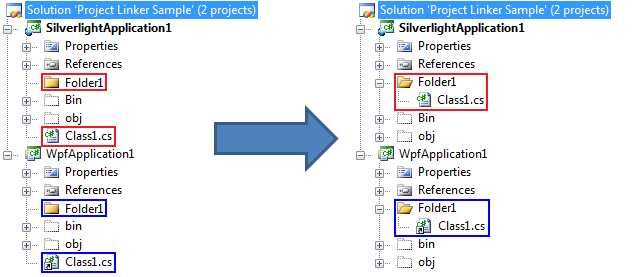 Solution 'Project Linker Sample' (2 projects)
SilverlightApplication1
Properties
References
Folder1
Bin
obj
Class1.cs
WpfApplication1
Properties
References
Folder1
bin
obj
Class1.cs
Solution 'Project Linker Sample' (2 projects)
SilverlightApplication1
Properties
References
Folder1
Class1.cs
Bin
obj
WpfApplication1
Properties
References
Folder1
Class1.cs
bin
obj